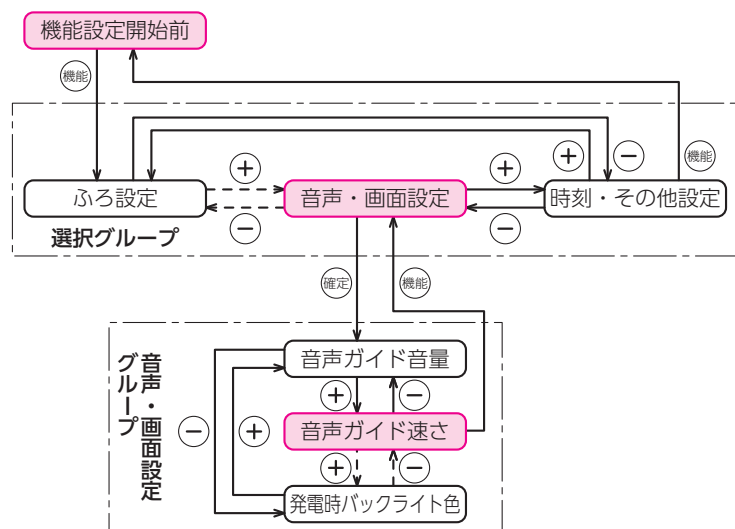 機能設定開始前
機能
＋
－
機能
＋
＋
ふろ設定
音声・画面設定
時刻・その他設定
－
－
選択グループ
確定
機能
音声・画面設定
グループ
音声ガイド音量
－
＋
＋
－
音声ガイド速さ
＋
－
発電時バックライト色